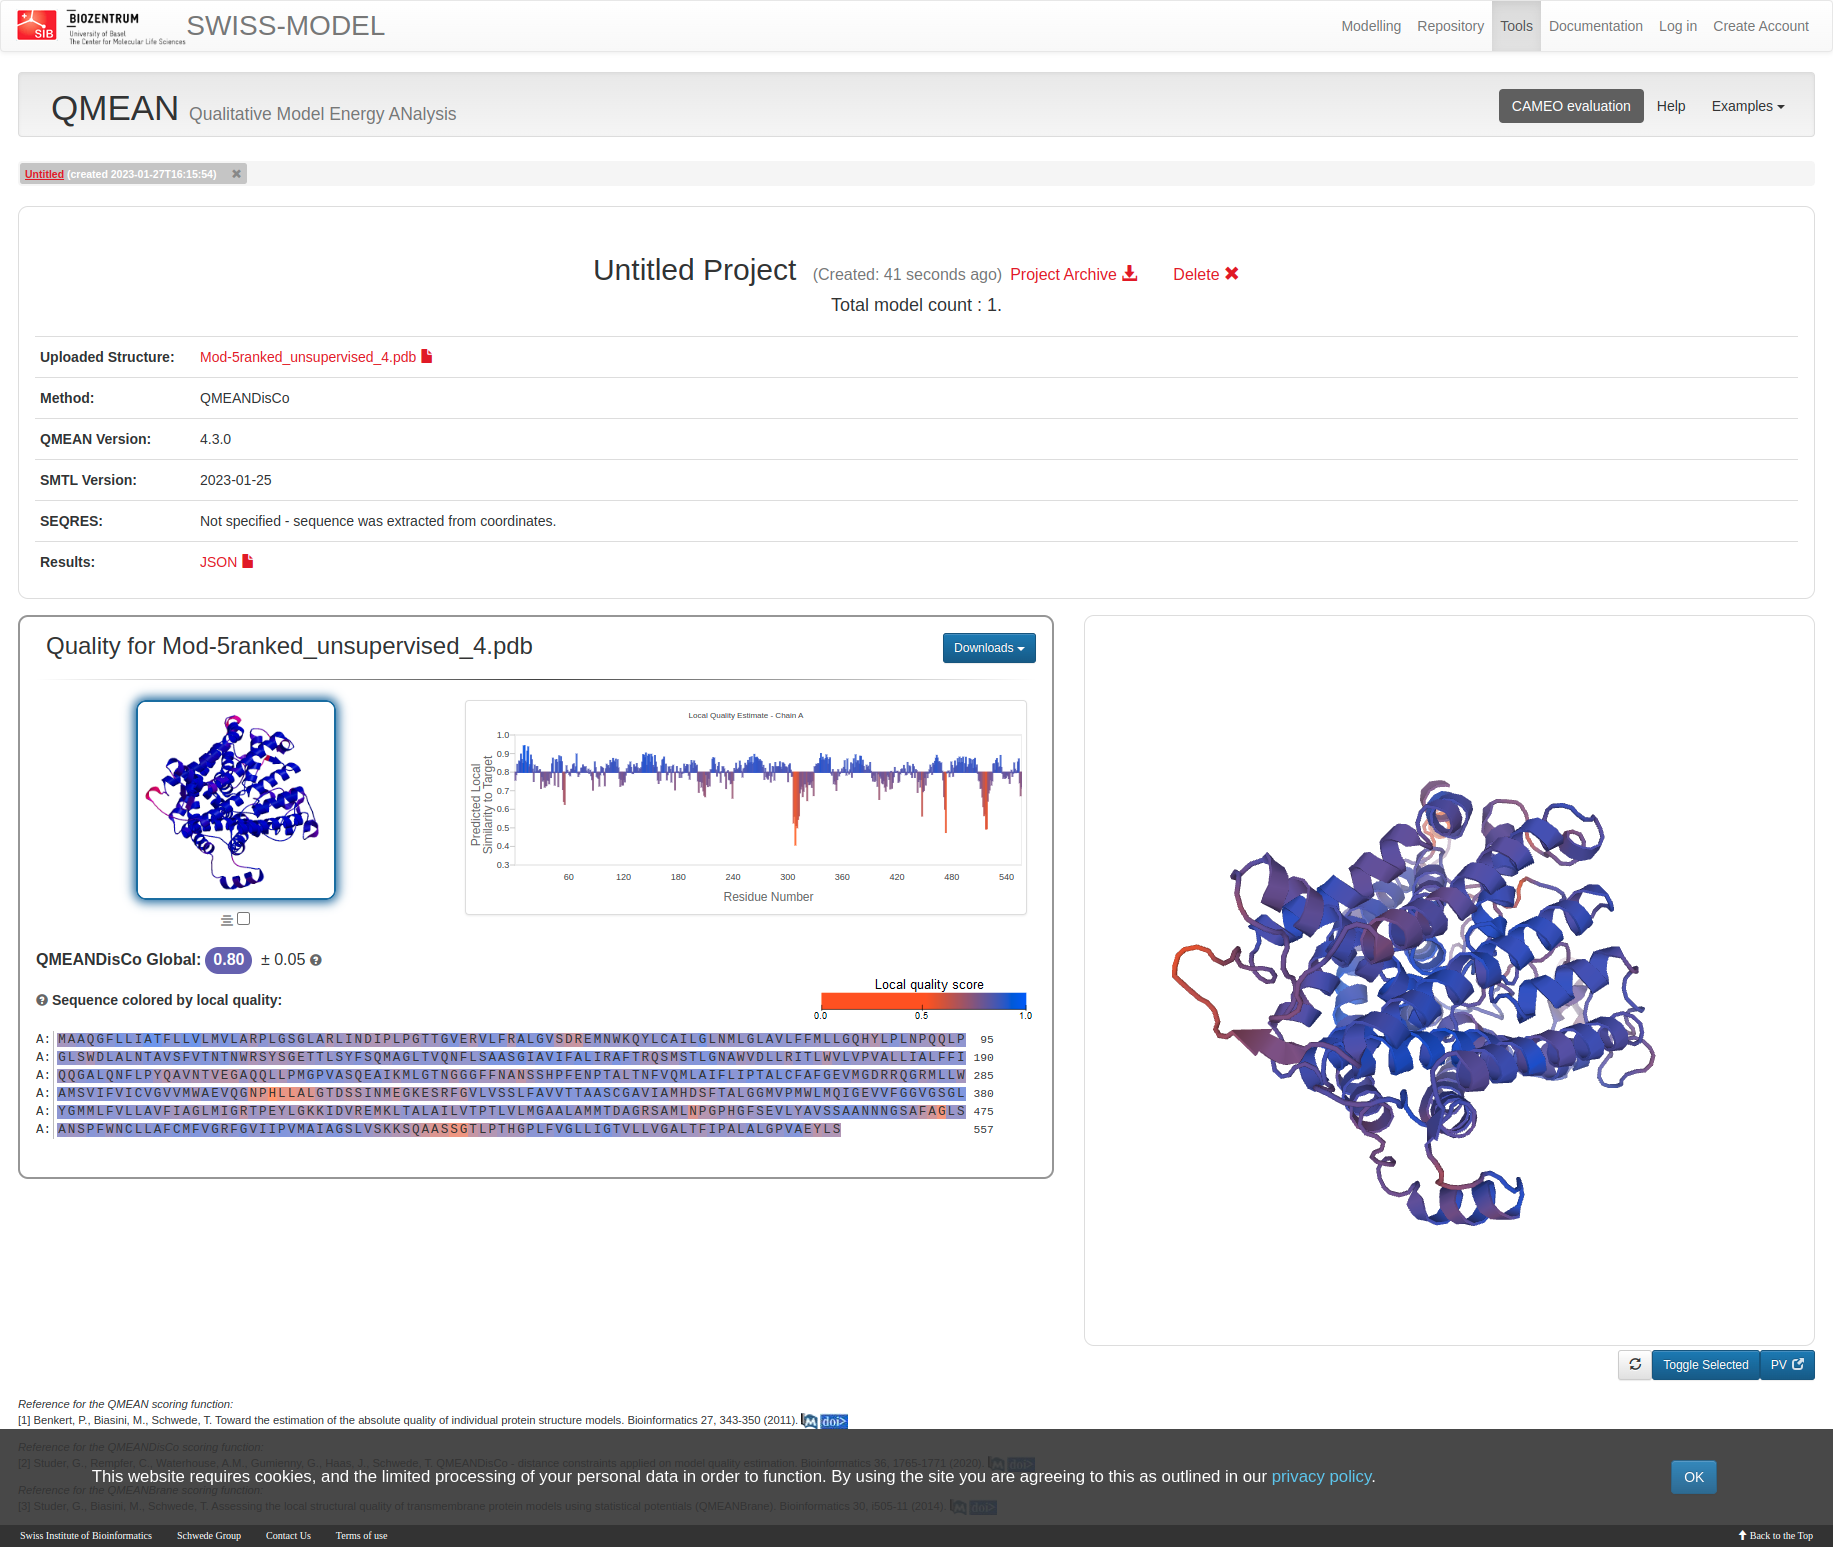 SIB
BIOZENTRUM
University of Basel
The Center for Molecular Life Sciences
SWISS-MODEL
Modelling
Repository
Tools
Documentation
Log in
Create Account
QMEAN Qualitative Model Energy ANalysis
CAMEO evaluation
Help
Examples
Untitled (created 2023-01-27T16:15:54)
Untitled Project (Created: 41 seconds ago) Project Archive Delete
Total model count : 1.
Uploaded Structure: Mod-5ranked_unsupervised_4.pdb
Method: QMEANDisCo
QMEAN Version: 4.3.0
SMTL Version: 2023-01-25
SEQRES: Not specified - sequence was extracted from coordinates.
Results: JSON
Quality for Mod-5ranked_unsupervised_4.pdb
Downloads
Local Quality Estimate - Chain A
Predicted Local
Similarity to Target
1.0
0.9
0.8
0.7
0.6
0.5
0.4
0.3
60 120 180 240 300 360 420 480 540
Residue Number
QMEANDisCo Global: 0.80 ± 0.05
Sequence colored by local quality:
Local quality score
0.0 0.5 1.0
A: MAAQGFLLIATFLLVLMVLARPLGSGLARLINDIPLPGTTGVERVLFRALGVSDREMNWKQYLCAILGLNMLGLAVLFFMLLGQHYLPLNPQQLP 95
A: GLSWDLALNTAVSFVTNTNWRSYSGETTLSYFSQMAGLTVQNFLSAASGIAVIFALIRAFTRQSMSTLGNAWVDLLRITLWVLVPVALLIALFFI 190
A: QQGALQNFLPYQAVNTVEGAQQLLPMGPVASQEAIKMLGTNGGGFFNANSSHPFENPTALTNFVQMLAIFLIPTALCFAFGEVMGDRRQGRMLLW 285
A: AMSVIFVICVGVVMWAEVQGNPHLLALGTDSSINMEGKESRFGVLVSSLFAVVTTAASCGAVIAMHDSFTALGGMVPMWLMQIGEVVFGGVGSGL 380
A: YGMMLFVLLAVFIAGLMIGRTPEYLGKKIDVREMKLTALAILVTPTLVLMGAALAMMTDAGRSAMLNPGPHGFSEVLYAVSSAANNNGSAFAGLS 475
A: ANSPFWNCLLAFCMFVGRFGVIIPVMAIAGSLVSKKSQAASSGTLPTHGPLFVGLLIGTVLLVGALTFIPALALGPVAEYLS 557
Toggle Selected
PV
Reference for the QMEAN scoring function:
[1] Benkert, P., Biasini, M., Schwede, T. Toward the estimation of the absolute quality of individual protein structure models. Bioinformatics 27, 343-350 (2011). doi>
Reference for the QMEANDisCo scoring function:
[2] Studer, G., Rempfer, C., Waterhouse, A.M., Gumienny, G., Haas, J., Schwede, T. QMEANDisCo - distance constraints applied on model quality estimation. Bioinformatics 36, 1765-1771 (2020). doi>
This website requires cookies, and the limited processing of your personal data in order to function. By using the site you are agreeing to this as outlined in our privacy policy.
OK
Reference for the QMEANBrane scoring function:
[3] Studer, G., Biasini, M., Schwede, T. Assessing the local structural quality of transmembrane protein models using statistical potentials (QMEANBrane). Bioinformatics 30, i505-11 (2014). doi>
Swiss Institute of Bioinformatics
Schwede Group
Contact Us
Terms of use
Back to the Top